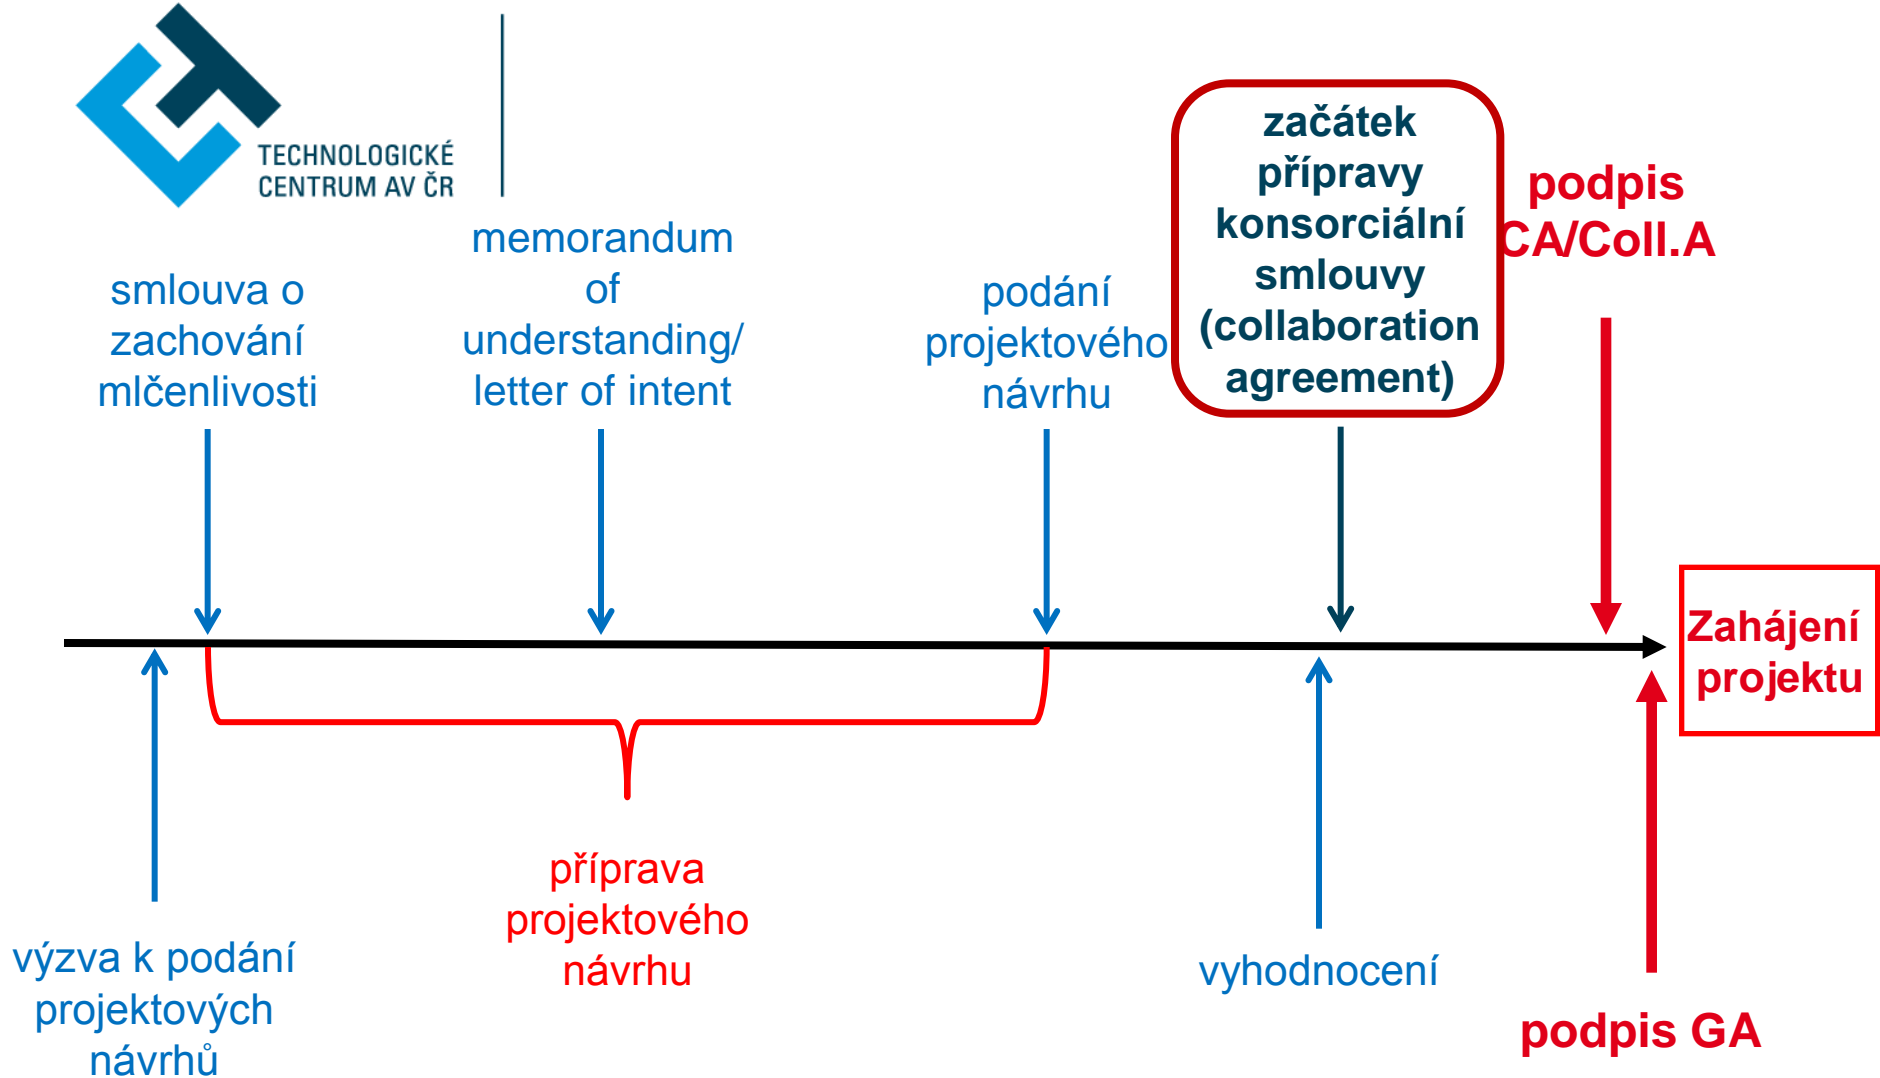 TECHNOLOGICKÉ
CENTRUM AV ČR
smlouva o
zachování
mlčenlivosti
memorandum
of
understanding/
letter of intent
podání
projektového
návrhu
začátek
přípravy
konsorciální
smlouvy
(collaboration
agreement)
podpis
CA/Coll.A
Zahájení
projektu
výzva k podání
projektových
návrhů
příprava
projektového
návrhu
vyhodnocení
podpis GA